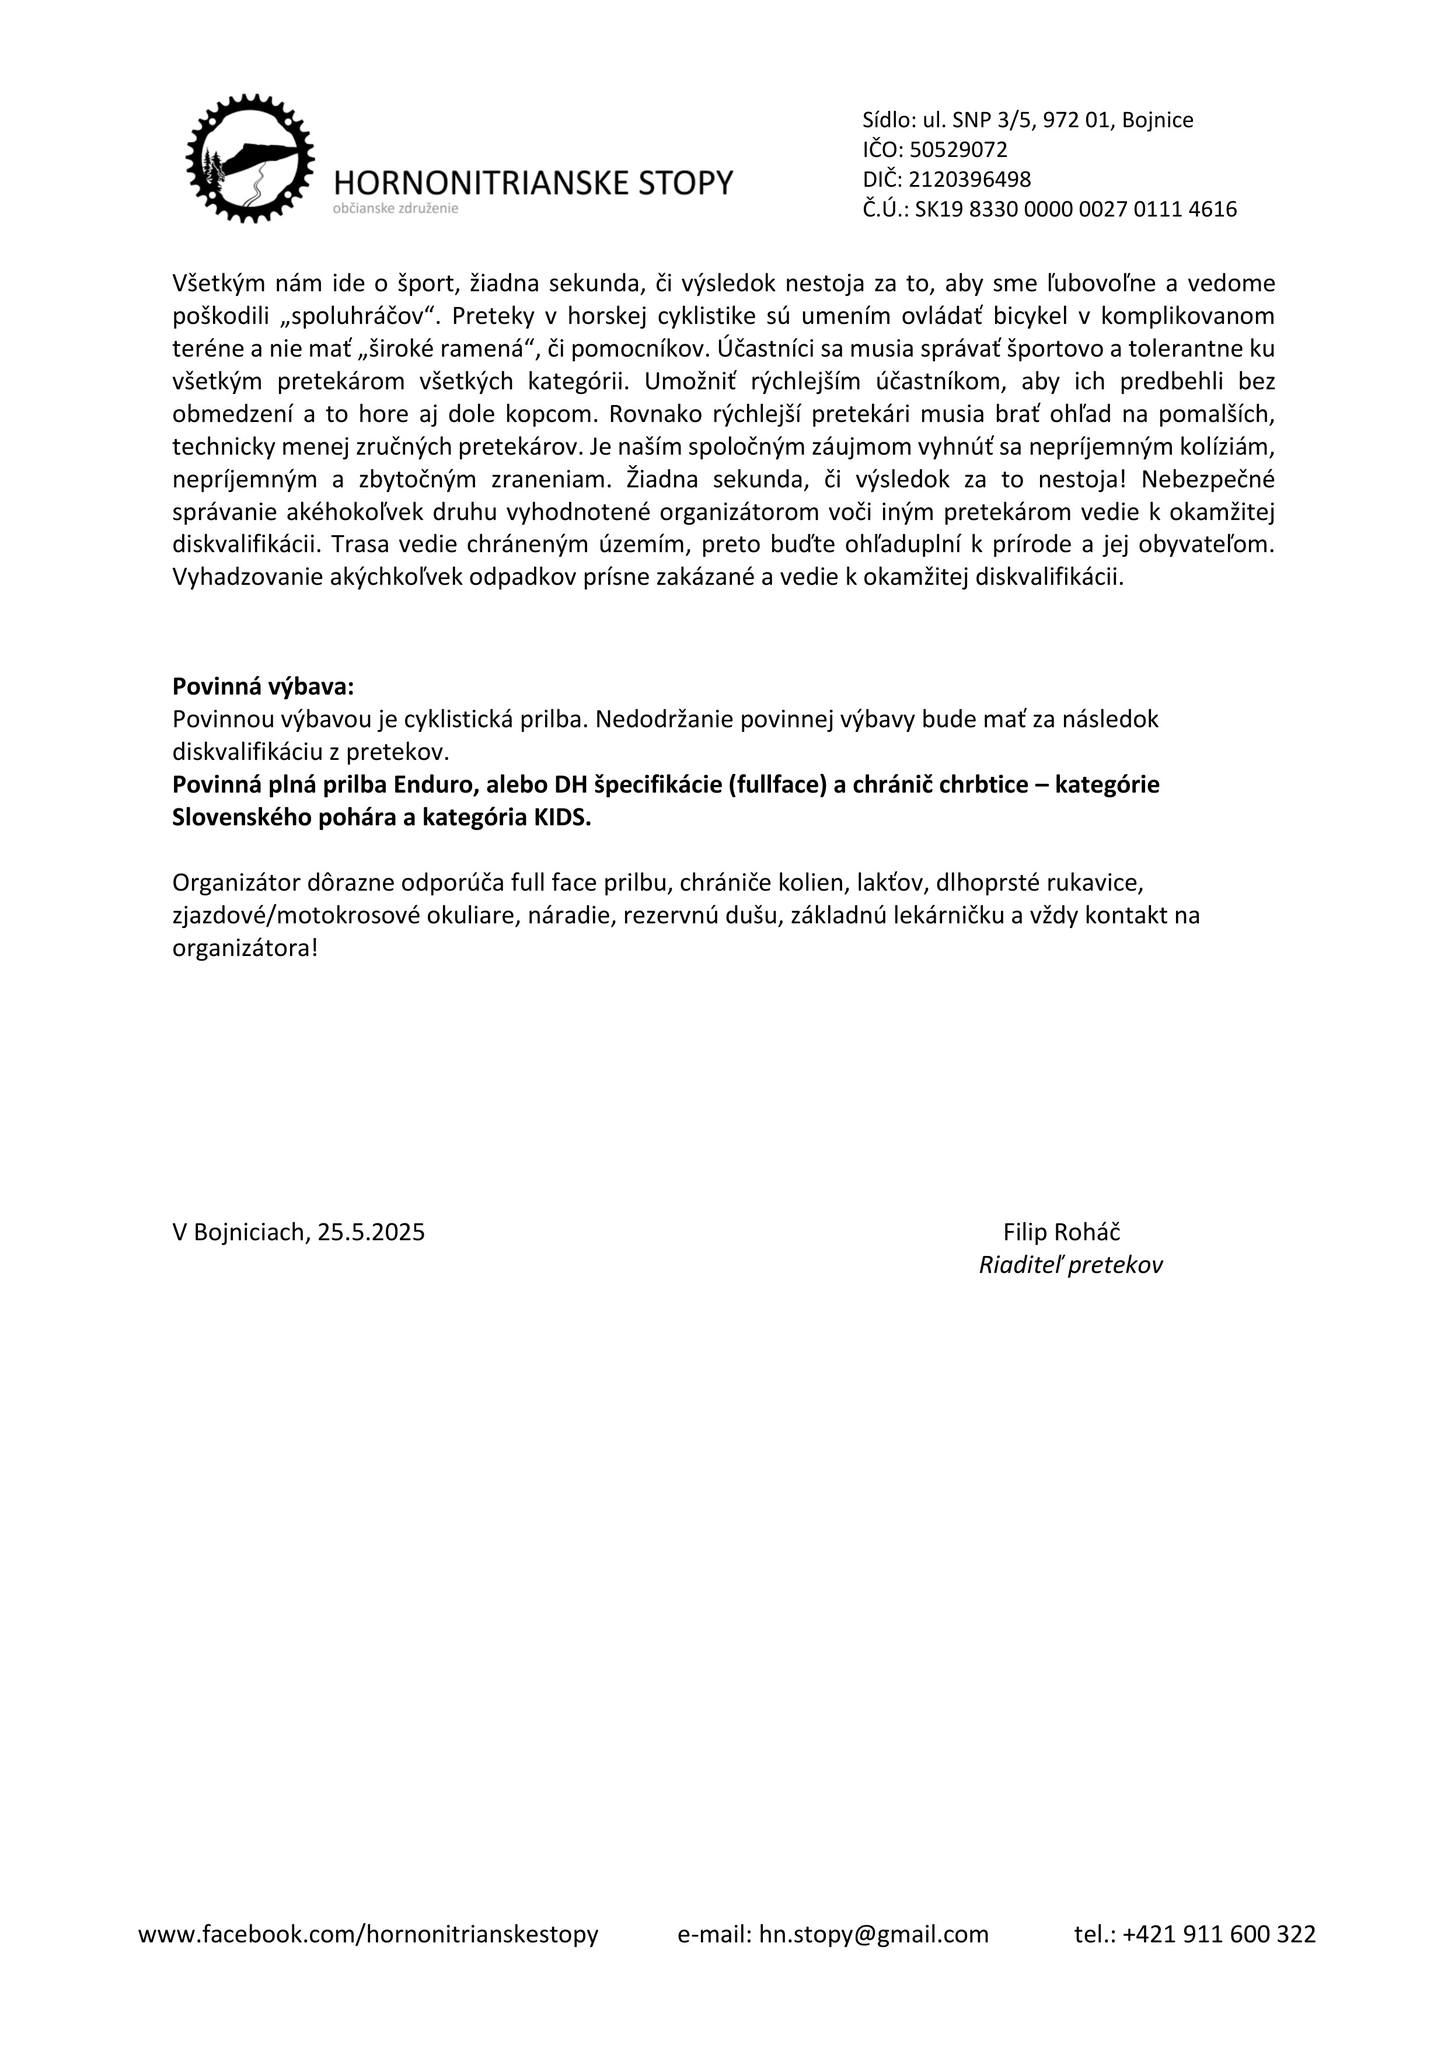 HORNONITRIANSKE STOPY
občianske združenie
Sídlo: ul. SNP 3/5, 972 01, Bojnice
IČO: 50529072
DIČ: 2120396498
Č.Ú.: SK19 8330 0000 0027 0111 4616
Všetkým nám ide o šport, žiadna sekunda, či výsledok nestoja za to, aby sme ľubovoľne a vedome
poškodili „spoluhráčov“. Preteky v horskej cyklistike sú umením ovládať bicykel v komplikovanom
teréne a nie mať „široké ramená“, či pomocníkov. Účastníci sa musia správať športovo a tolerantne ku
všetkým pretekárom všetkých kategórii. Umožniť rýchlejším účastníkom, aby ich predbehli bez
obmedzení a to hore aj dole kopcom. Rovnako rýchlejší pretekári musia brať ohľad na pomalších,
technicky menej zručných pretekárov. Je naším spoločným záujmom vyhnúť sa nepríjemným kolíziám,
nepríjemným a zbytočným zraneniam. Žiadna sekunda, či výsledok za to nestoja! Nebezpečné
správanie akéhokoľvek druhu vyhodnotené organizátorom voči iným pretekárom vedie k okamžitej
diskvalifikácii. Trasa vedie chráneným územím, preto buďte ohľaduplní k prírode a jej obyvateľom.
Vyhadzovanie akýchkoľvek odpadkov prísne zakázané a vedie k okamžitej diskvalifikácii.
Povinná výbava:
Povinnou výbavou je cyklistická prilba. Nedodržanie povinnej výbavy bude mať za následok
diskvalifikáciu z pretekov.
Povinná plná prilba Enduro, alebo DH špecifikácie (fullface) a chránič chrbtice – kategórie
Slovenského pohára a kategória KIDS.
Organizátor dôrazne odporúča full face prilbu, chrániče kolien, lakťov, dlhoprsté rukavice,
zjazdové/motokrosové okuliare, náradie, rezervnú dušu, základnú lekárničku a vždy kontakt na
organizátora!
V Bojniciach, 25.5.2025
Filip Roháč
Riaditeľ pretekov
www.facebook.com/hornonitrianskestopy
e-mail: hn.stopy@gmail.com
tel.: +421 911 600 322